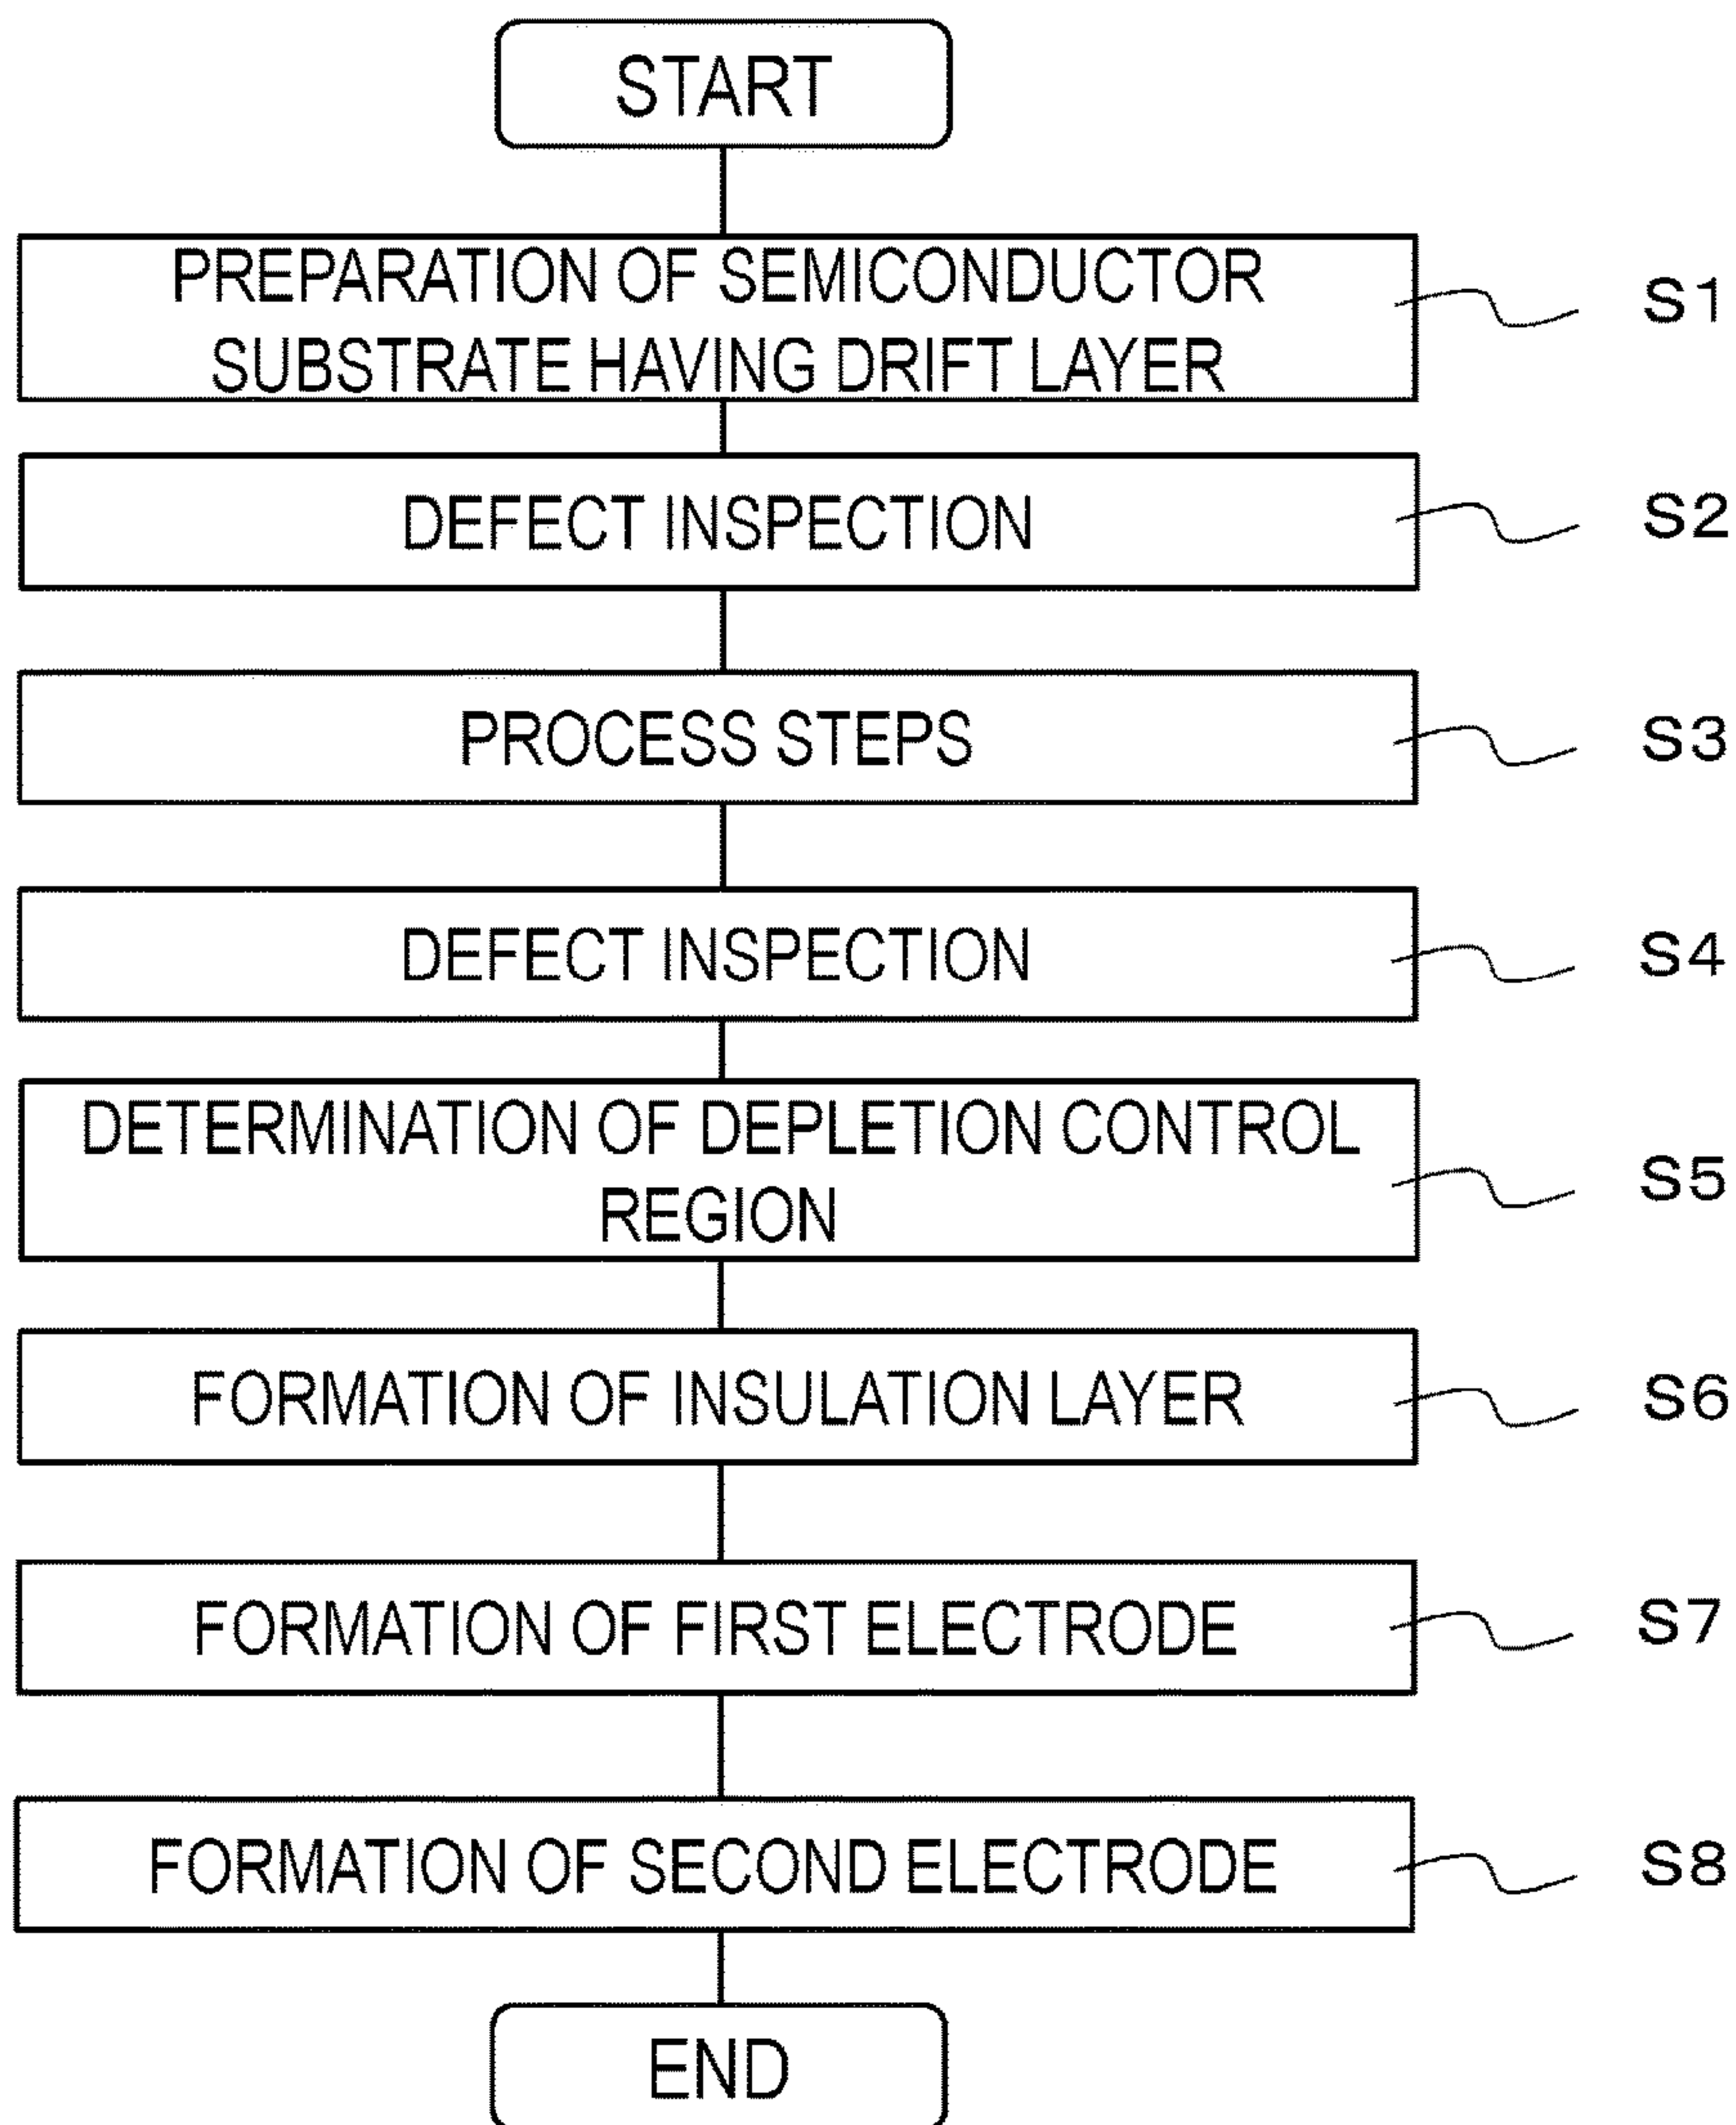 START
PREPARATION OF SEMICONDUCTOR
SUBSTRATE HAVING DRIFT LAYER
S1
DEFECT INSPECTION
S2
PROCESS STEPS
S3
DEFECT INSPECTION
S4
DETERMINATION OF DEPLETION CONTROL
REGION
S5
FORMATION OF INSULATION LAYER
S6
FORMATION OF FIRST ELECTRODE
S7
FORMATION OF SECOND ELECTRODE
S8
END